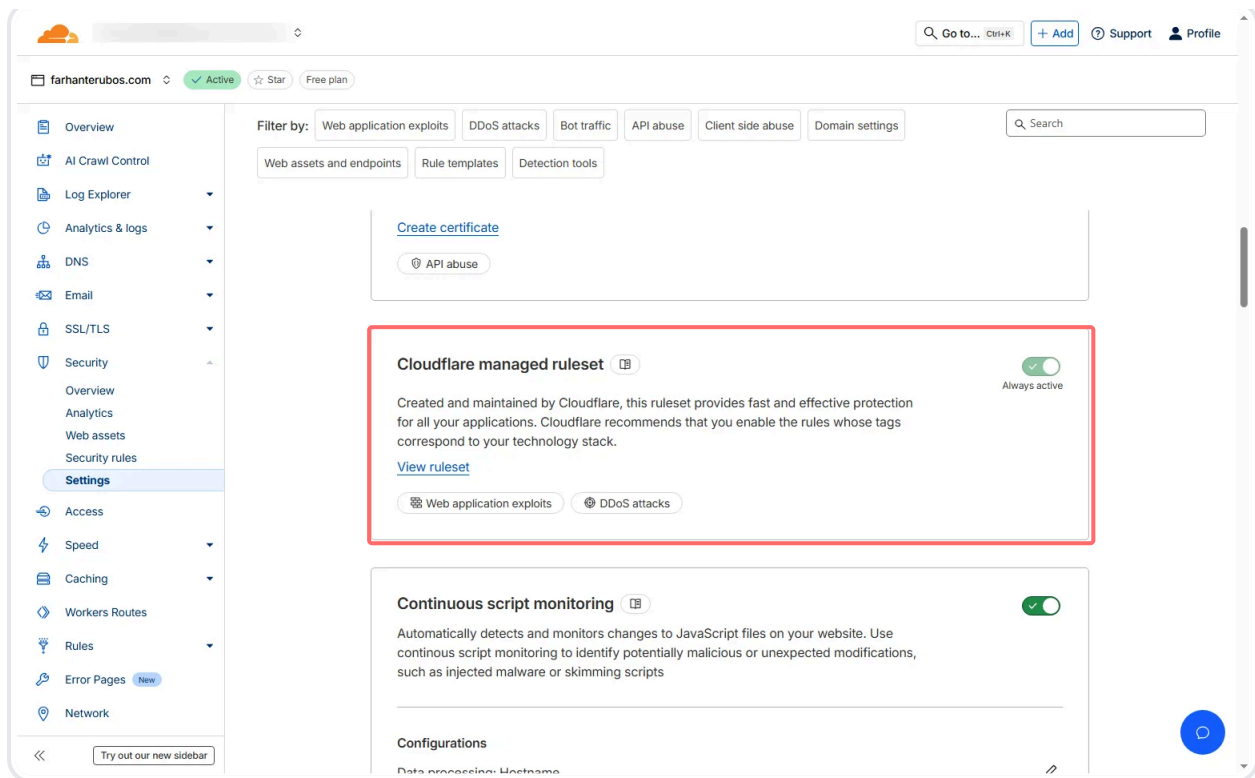 Go to... Ctrl+K
+ Add
Support
Profile
farhanterubos.com
Active
Star
Free plan
Overview
AI Crawl Control
Log Explorer
Analytics & logs
DNS
Email
SSL/TLS
Security
Overview
Analytics
Web assets
Security rules
Settings
Access
Speed
Caching
Workers Routes
Rules
Error Pages New
Network
Try out our new sidebar
Filter by: Web application exploits DDoS attacks Bot traffic API abuse Client side abuse Domain settings
Web assets and endpoints Rule templates Detection tools
Search
Create certificate
API abuse
Cloudflare managed ruleset
Always active
Created and maintained by Cloudflare, this ruleset provides fast and effective protection
for all your applications. Cloudflare recommends that you enable the rules whose tags
correspond to your technology stack.
View ruleset
Web application exploits DDoS attacks
Continuous script monitoring
Automatically detects and monitors changes to JavaScript files on your website. Use
continous script monitoring to identify potentially malicious or unexpected modifications,
such as injected malware or skimming scripts
Configurations
Data processing: Hostname